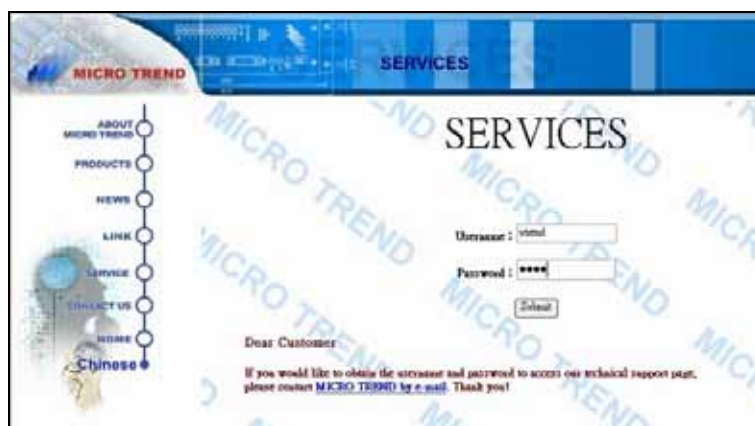 MICRO TREND
SERVICES
ABOUT
MICRO TREND
PRODUCTS
NEWS
LINK
SERVICE
CONTACT US
HOME
Chinese
SERVICES
Username :
Password : ••••
Submit
Dear Customer
If you would like to obtain the username and password to access our technical support page,
please contact MICRO TREND by e-mail. Thank you!